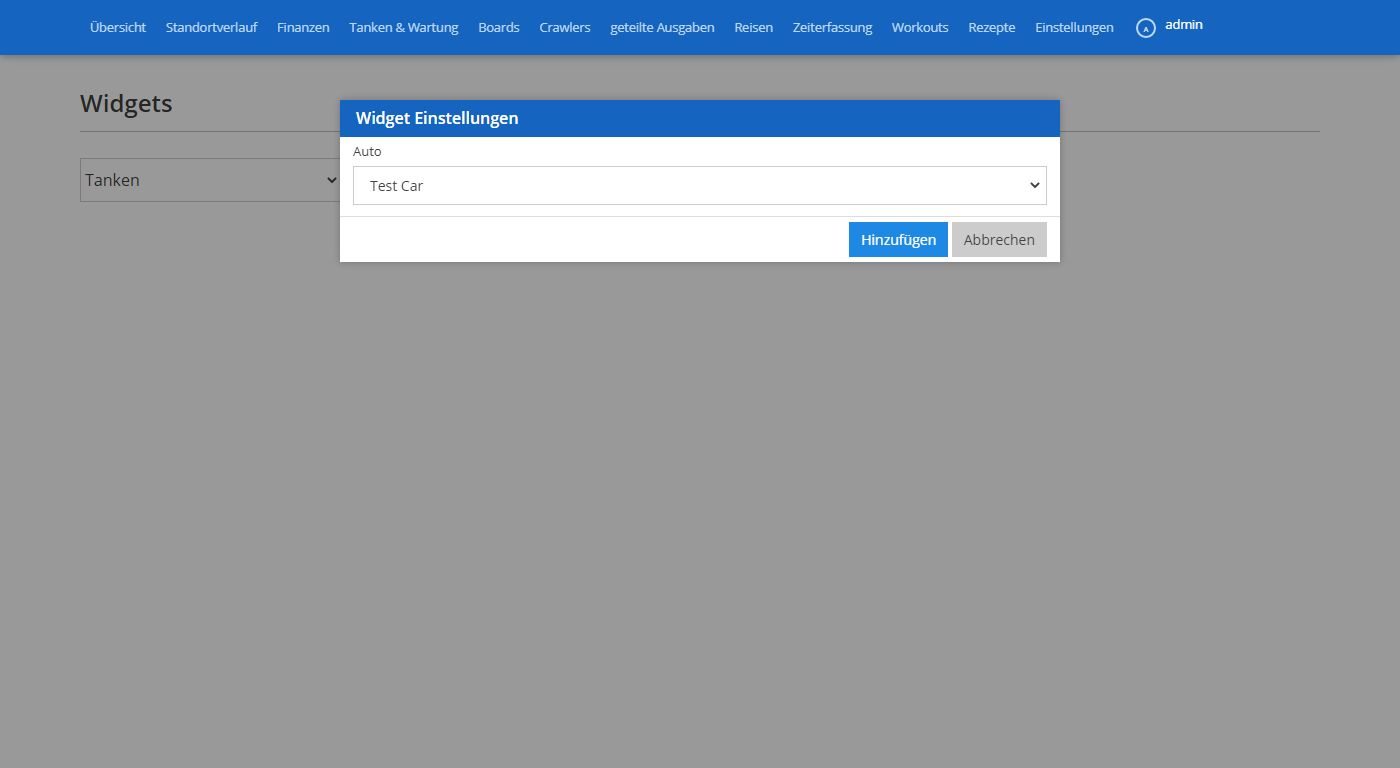 Übersicht Standortverlauf Finanzen Tanken & Wartung Boards Crawlers geteilte Ausgaben Reisen Zeiterfassung Workouts Rezepte Einstellungen A admin
Widgets
Tanken
Widget Einstellungen
Auto
Test Car
Hinzufügen Abbrechen